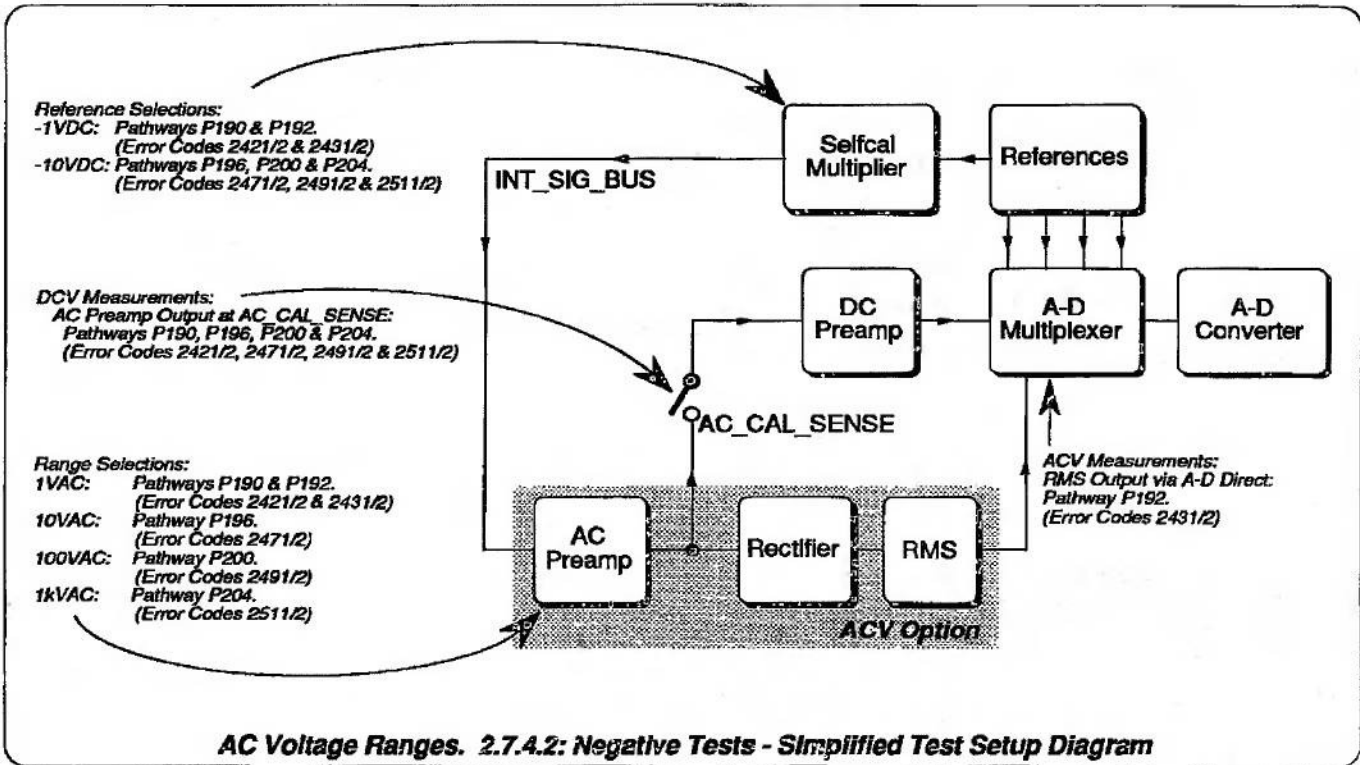 Reference Selections:
-1VDC: Pathways P190 & P192.
(Error Codes 2421/2 & 2431/2)
-10VDC: Pathways P196, P200 & P204.
(Error Codes 2471/2, 2491/2 & 2511/2)
Selfcal
Multiplier
References
INT_SIG_BUS
DCV Measurements:
AC Preamp Output at AC_CAL_SENSE:
Pathways P190, P196, P200 & P204.
(Error Codes 2421/2, 2471/2, 2491/2 & 2511/2)
DC
Preamp
A-D
Multiplexer
A-D
Converter
AC_CAL_SENSE
Range Selections:
1VAC: Pathways P190 & P192.
(Error Codes 2421/2 & 2431/2)
10VAC: Pathway P196.
(Error Codes 2471/2)
100VAC: Pathway P200.
(Error Codes 2491/2)
1kVAC: Pathway P204.
(Error Codes 2511/2)
ACV Measurements:
RMS Output via A-D Direct:
Pathway P192.
(Error Codes 2431/2)
AC
Preamp
Rectifier
RMS
ACV Option
AC Voltage Ranges. 2.7.4.2: Negative Tests - Simplified Test Setup Diagram